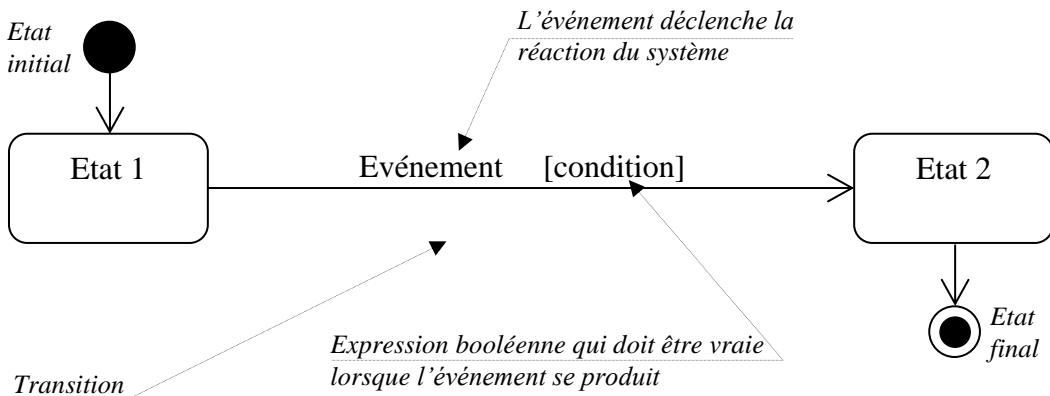 Etat
initial
L’événement déclenche la
réaction du système
Etat 1
Evénement [condition]
Etat 2
Etat
final
Expression booléenne qui doit être vraie
lorsque l’événement se produit
Transition